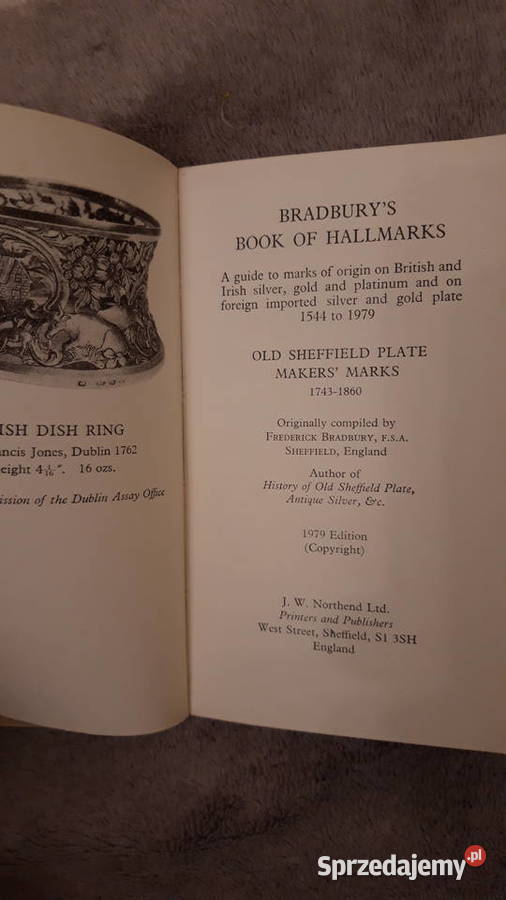 ISH DISH RING
ncis Jones, Dublin 1762
eight 4 1/16". 16 ozs.
ission of the Dublin Assay Office
BRADBURY'S
BOOK OF HALLMARKS
A guide to marks of origin on British and
Irish silver, gold and platinum and on
foreign imported silver and gold plate
1544 to 1979
OLD SHEFFIELD PLATE
MAKERS' MARKS
1743-1860
Originally compiled by
FREDERICK BRADBURY, F.S.A.
SHEFFIELD, England
Author of
History of Old Sheffield Plate,
Antique Silver, &c.
1979 Edition
(Copyright)
J. W. Northend Ltd.
Printers and Publishers
West Street, Sheffield, S1 3SH
England
Sprzedajemy.pl